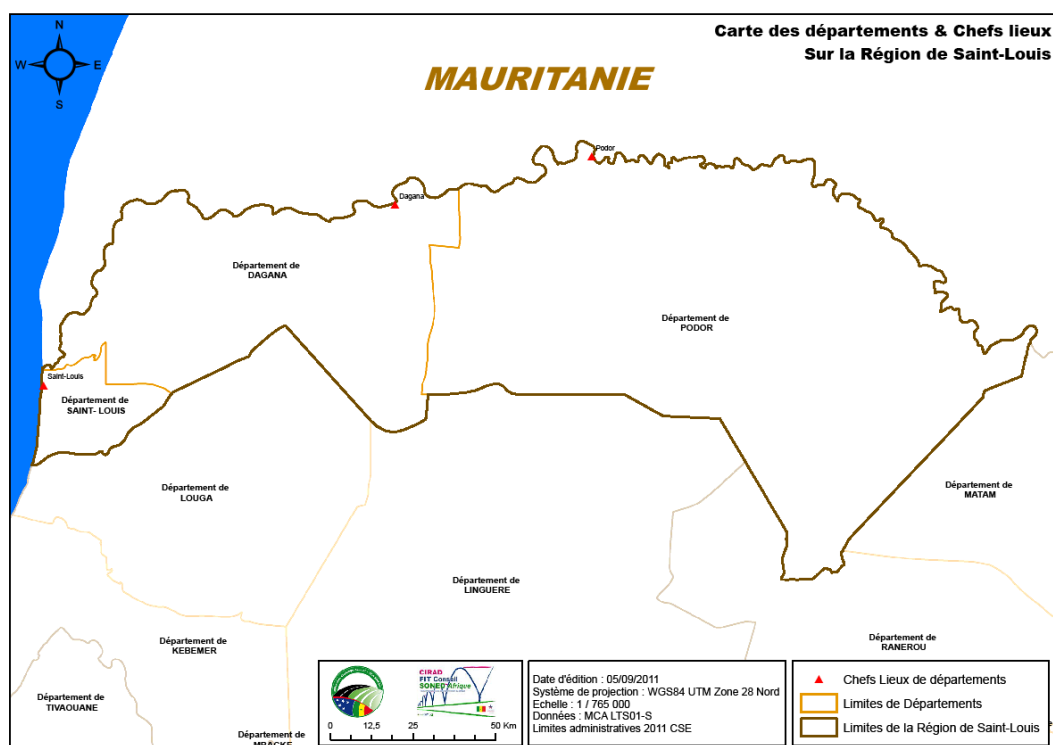 Carte des départements & Chefs lieux
Sur la Région de Saint-Louis
N
W
E
S
MAURITANIE
Podor
Dagana
Département de
DAGANA
Département de
PODOR
Saint-Louis
Département de
SAINT- LOUIS
Département de
LOUGA
Département de
MATAM
Département de
LINGUERE
Département de
KEBEMER
Département de
RANEROU
Département de
TIVAOUANE
Département de
MBACKE
CIRAD
FIT Conseil
SONED Afrique
0
12,5
25
50 Km
Date d'édition : 05/09/2011
Système de projection : WGS84 UTM Zone 28 Nord
Echelle : 1 / 765 000
Données : MCA LTS01-S
Limites administratives 2011 CSE
Chefs Lieux de départements
Limites de Départements
Limites de la Région de Saint-Louis